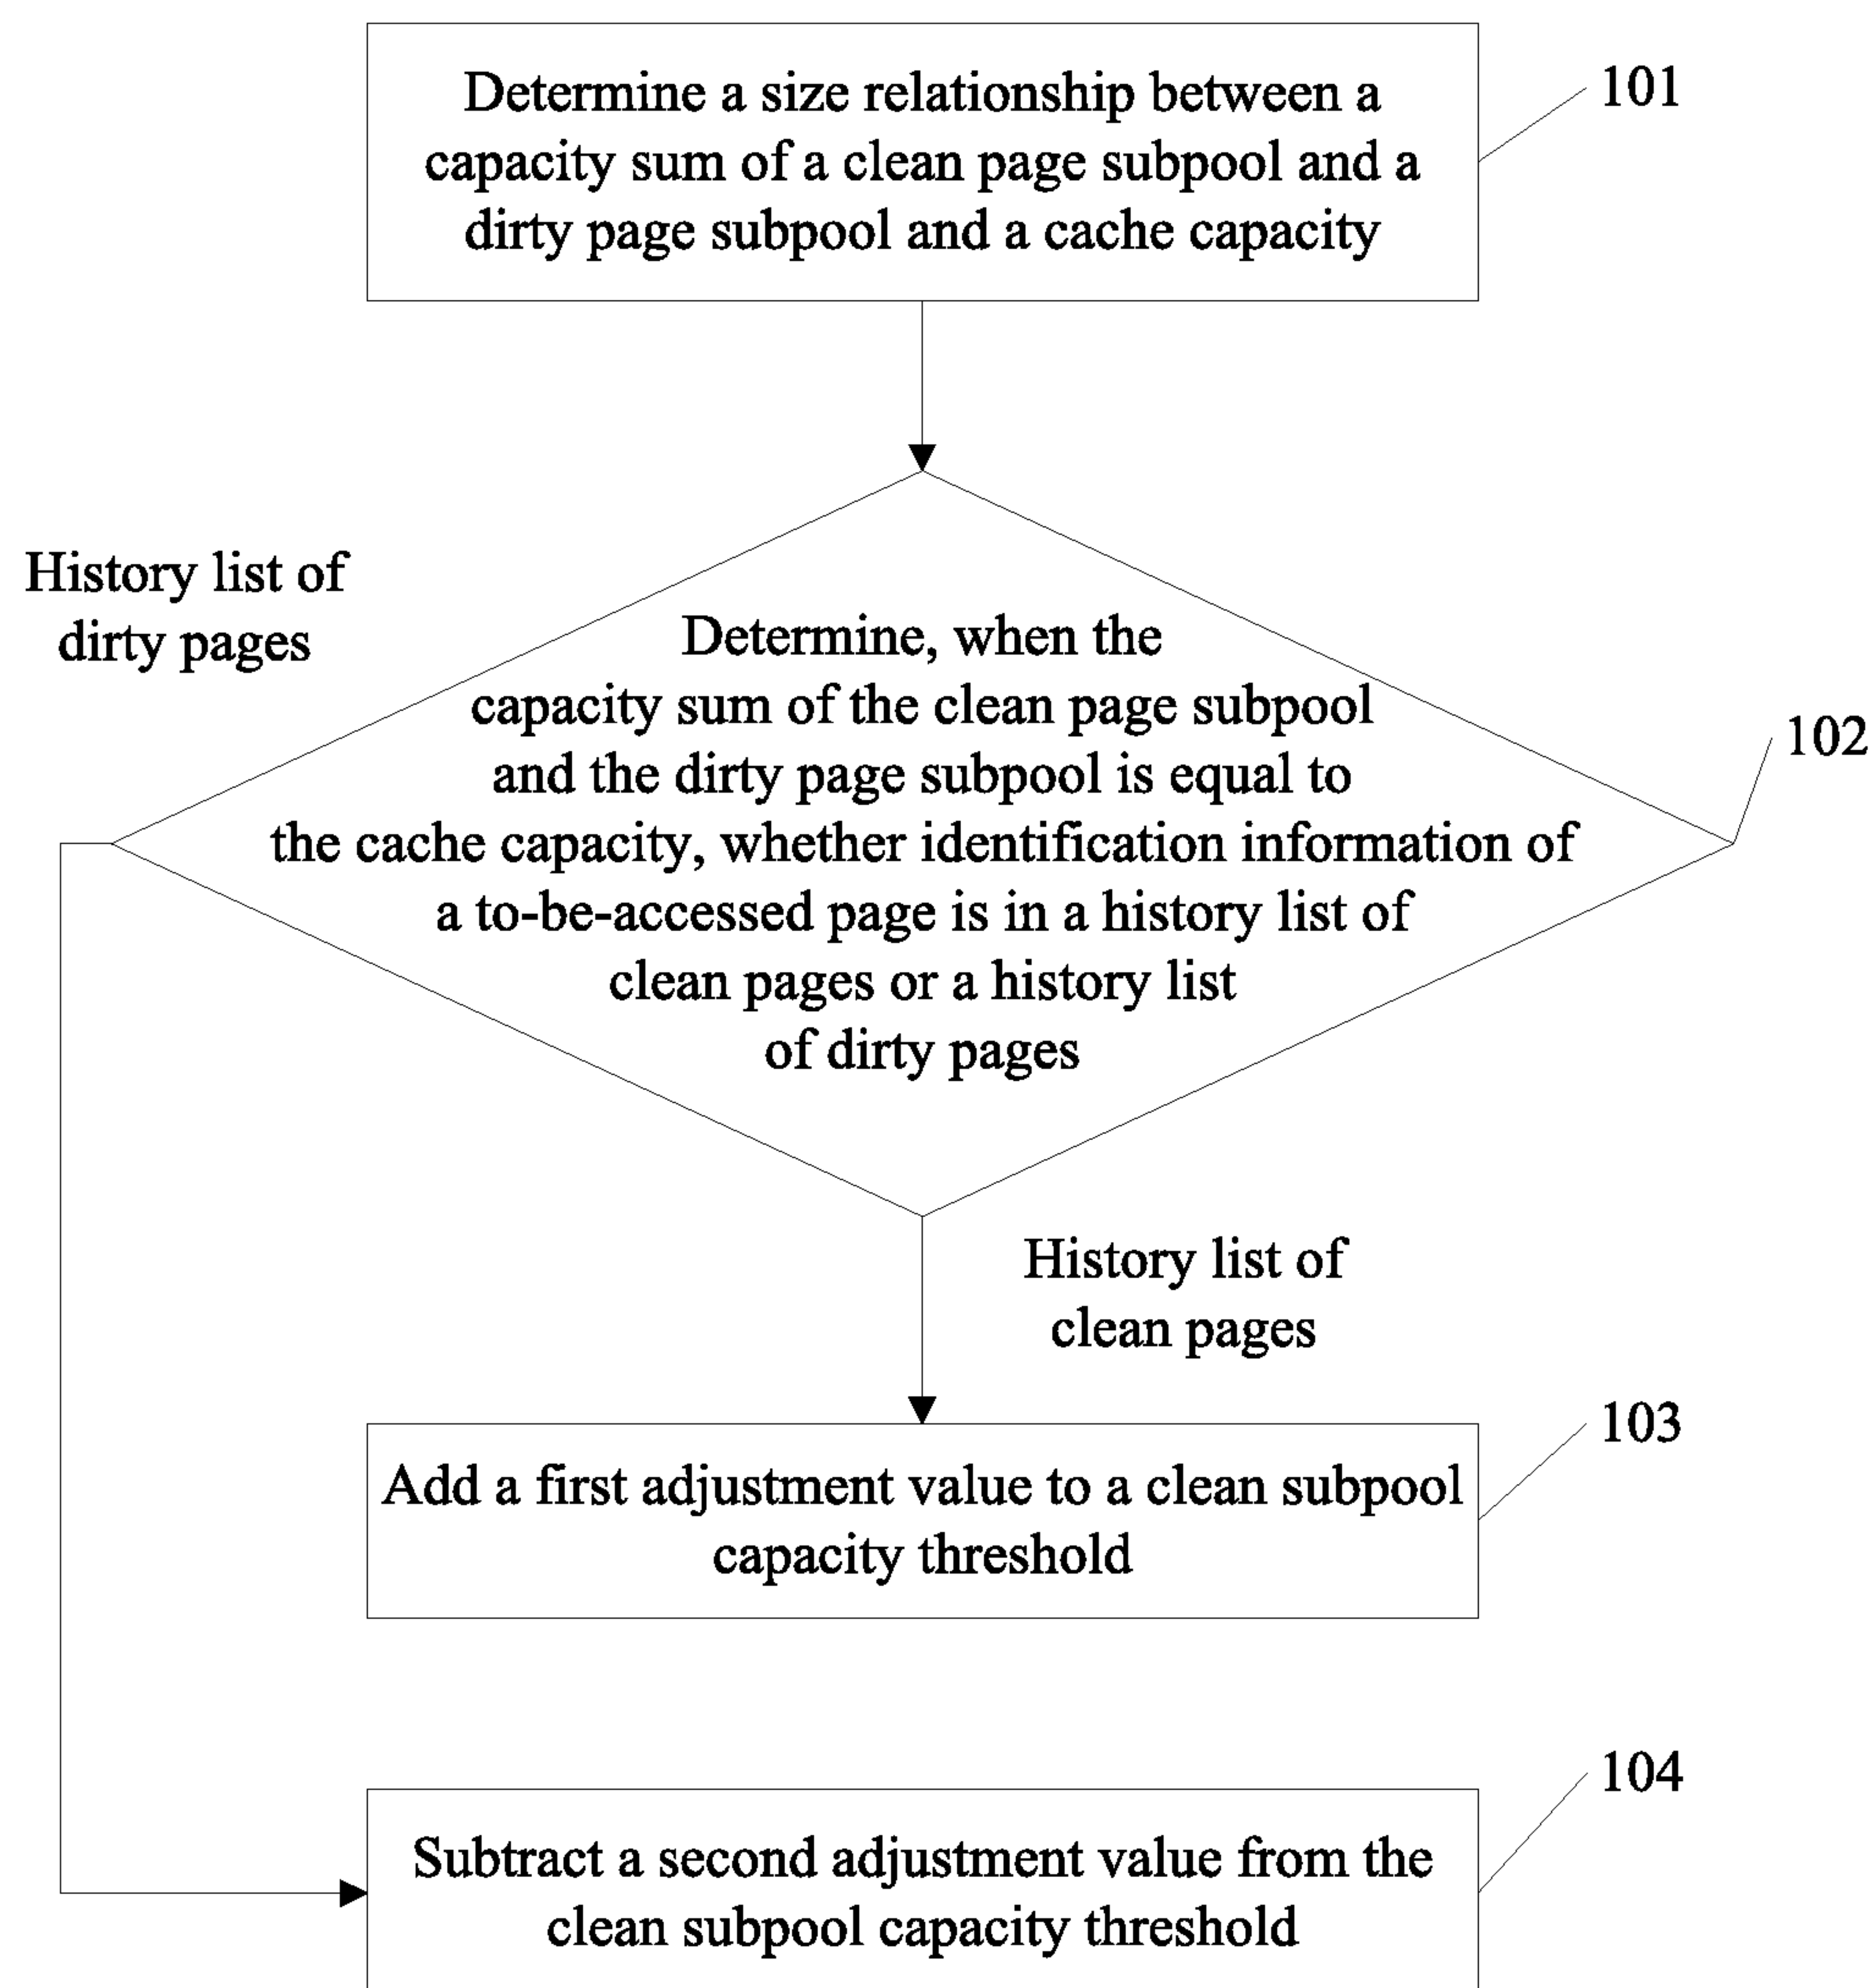 Determine a size relationship between a
capacity sum of a clean page subpool and a
dirty page subpool and a cache capacity
101
History list of
dirty pages
Determine, when the
capacity sum of the clean page subpool
and the dirty page subpool is equal to
the cache capacity, whether identification information of
a to-be-accessed page is in a history list of
clean pages or a history list
of dirty pages
102
History list of
clean pages
103
Add a first adjustment value to a clean subpool
capacity threshold
104
Subtract a second adjustment value from the
clean subpool capacity threshold